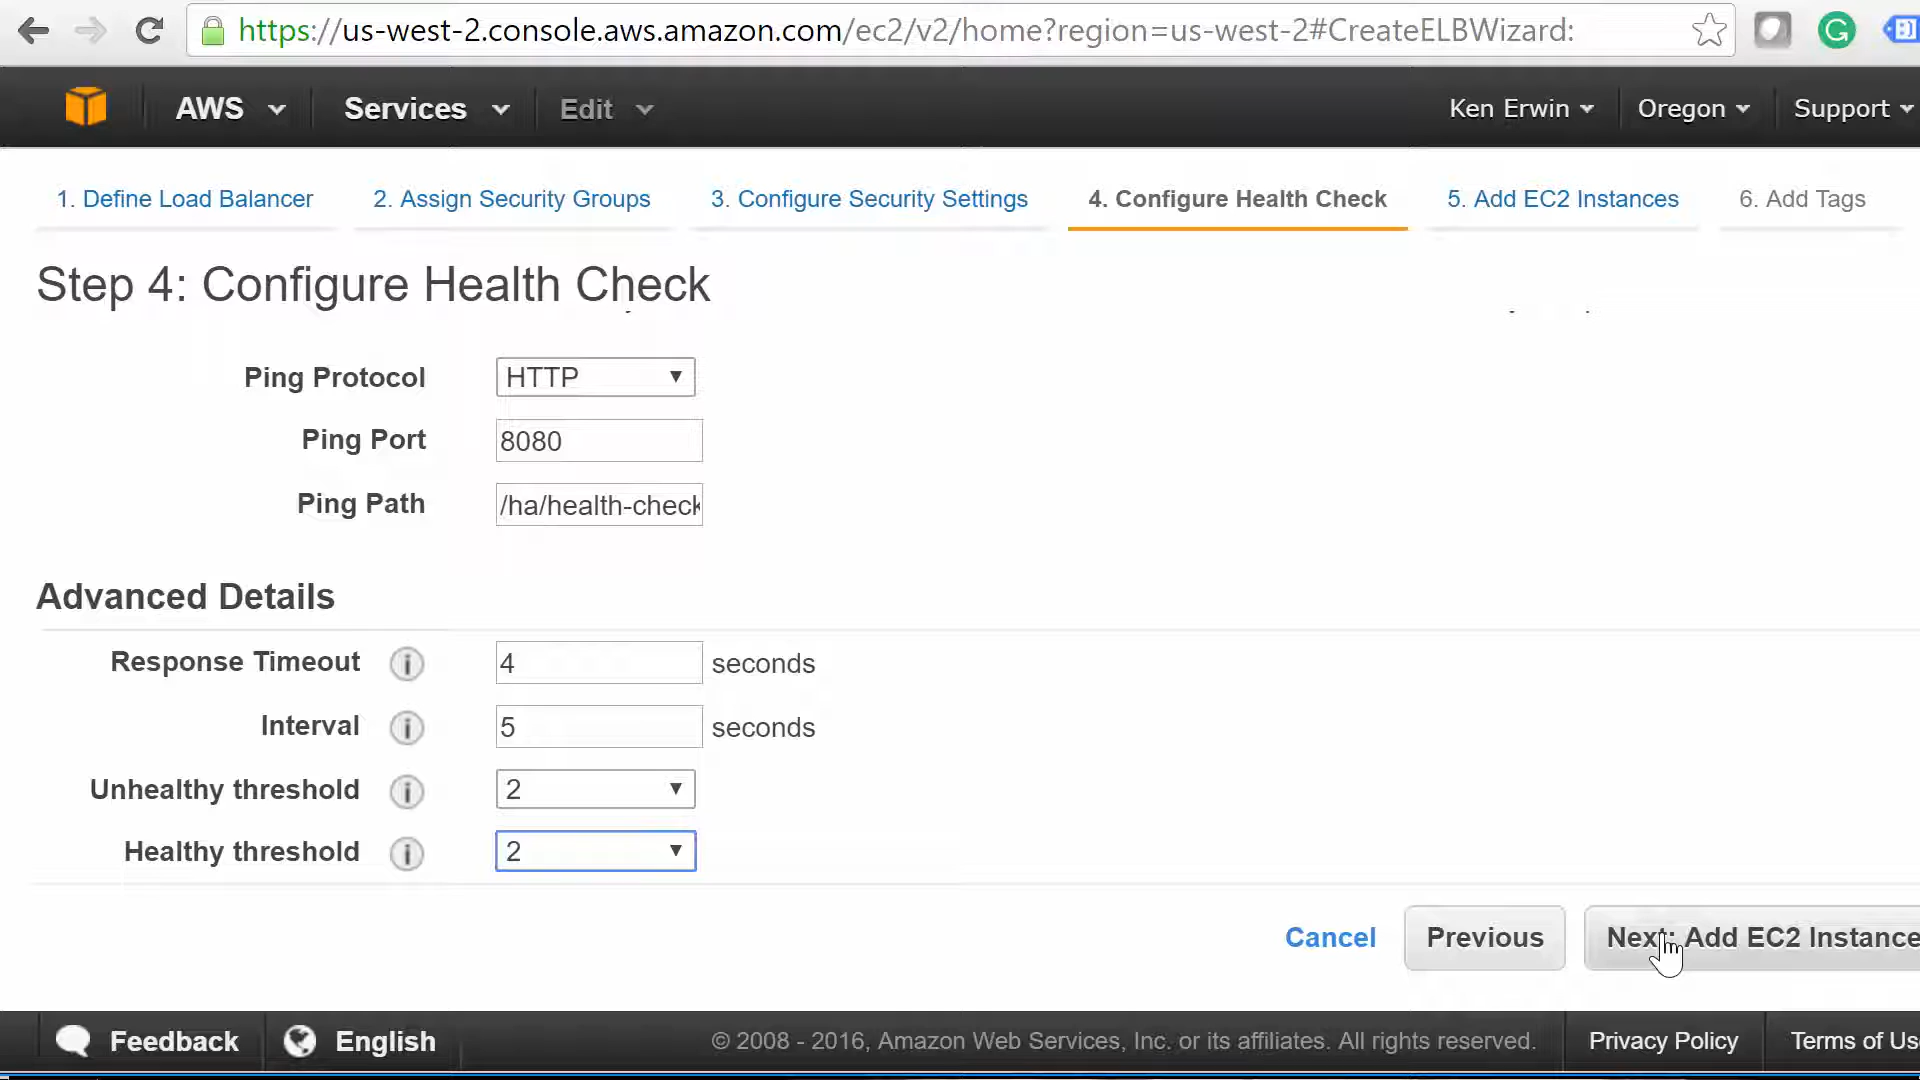 https://us-west-2.console.aws.amazon.com/ec2/v2/home?region=us-west-2#CreateELBWizard:
AWS Services Edit Ken Erwin Oregon Support
1. Define Load Balancer 2. Assign Security Groups 3. Configure Security Settings 4. Configure Health Check 5. Add EC2 Instances 6. Add Tags
Step 4: Configure Health Check
Ping Protocol HTTP
Ping Port 8080
Ping Path /ha/health-check
Advanced Details
Response Timeout 4 seconds
Interval 5 seconds
Unhealthy threshold 2
Healthy threshold 2
Cancel Previous Next: Add EC2 Instance
Feedback English © 2008 - 2016, Amazon Web Services, Inc. or its affiliates. All rights reserved. Privacy Policy Terms of Us